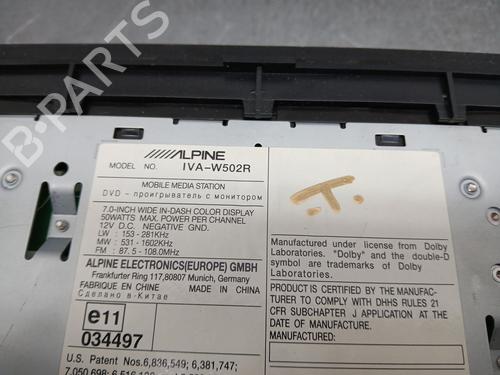 B-PARTS
ALPINE
MODEL NO. IVA-W502R
MOBILE MEDIA STATION
DVD - проигрыватель с монитором
7.0-INCH WIDE IN-DASH COLOR DISPLAY
50WATTS MAX. POWER PER CHANNEL
12V D.C. NEGATIVE GND.
LW : 153 - 281KHz
MW : 531 - 1602KHz
FM : 87.5 - 108.0MHz
ALPINE ELECTRONICS(EUROPE) GMBH
Frankfurter Ring 117,80807 Munich, Germany
FABRIQUE EN CHINE / MADE IN CHINA
Сделано в Китае
e11
034497
U.S. Patent Nos.6,836,549; 6,381,747;
T.
Manufactured under license from Dolby
Laboratories. "Dolby" and the double-D
symbol are trademarks of Dolby
Laboratories.
PRODUCT IS CERTIFIED BY THE MANUFAC-
TURER TO COMPLY WITH DHHS RULES 21
CFR SUBCHAPTER J APPLICATION AT THE
DATE OF MANUFACTURE.
MANUFACTURED: